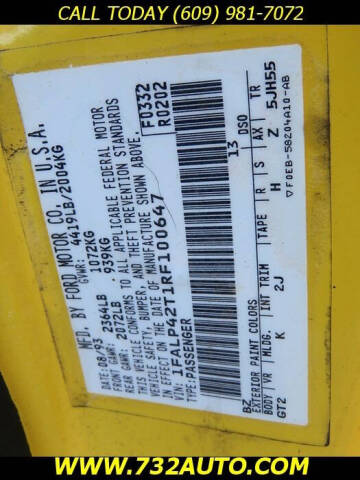 CALL TODAY (609) 981-7072
MFD. BY FORD MOTOR CO. IN U.S.A.
DATE: 08/93 GVWR: 4419LB/2004KG
FRONT GAWR: 2364LB 1072KG
REAR GAWR: 2072LB 939KG
THIS VEHICLE CONFORMS TO ALL APPLICABLE FEDERAL MOTOR
VEHICLE SAFETY, BUMPER, AND THEFT PREVENTION STANDARDS
IN EFFECT ON THE DATE OF MANUFACTURE SHOWN ABOVE.
VIN: 1FALP42T1RF100647
TYPE: PASSENGER
F0332
R0202
BZ 13 DSO
EXTERIOR PAINT COLORS
BODY VR MLDG. INT TRIM TAPE R S AX TR
GT2 K 2J H Z 5JH55
▽F0EB-58204A10-AB
WWW.732AUTO.COM